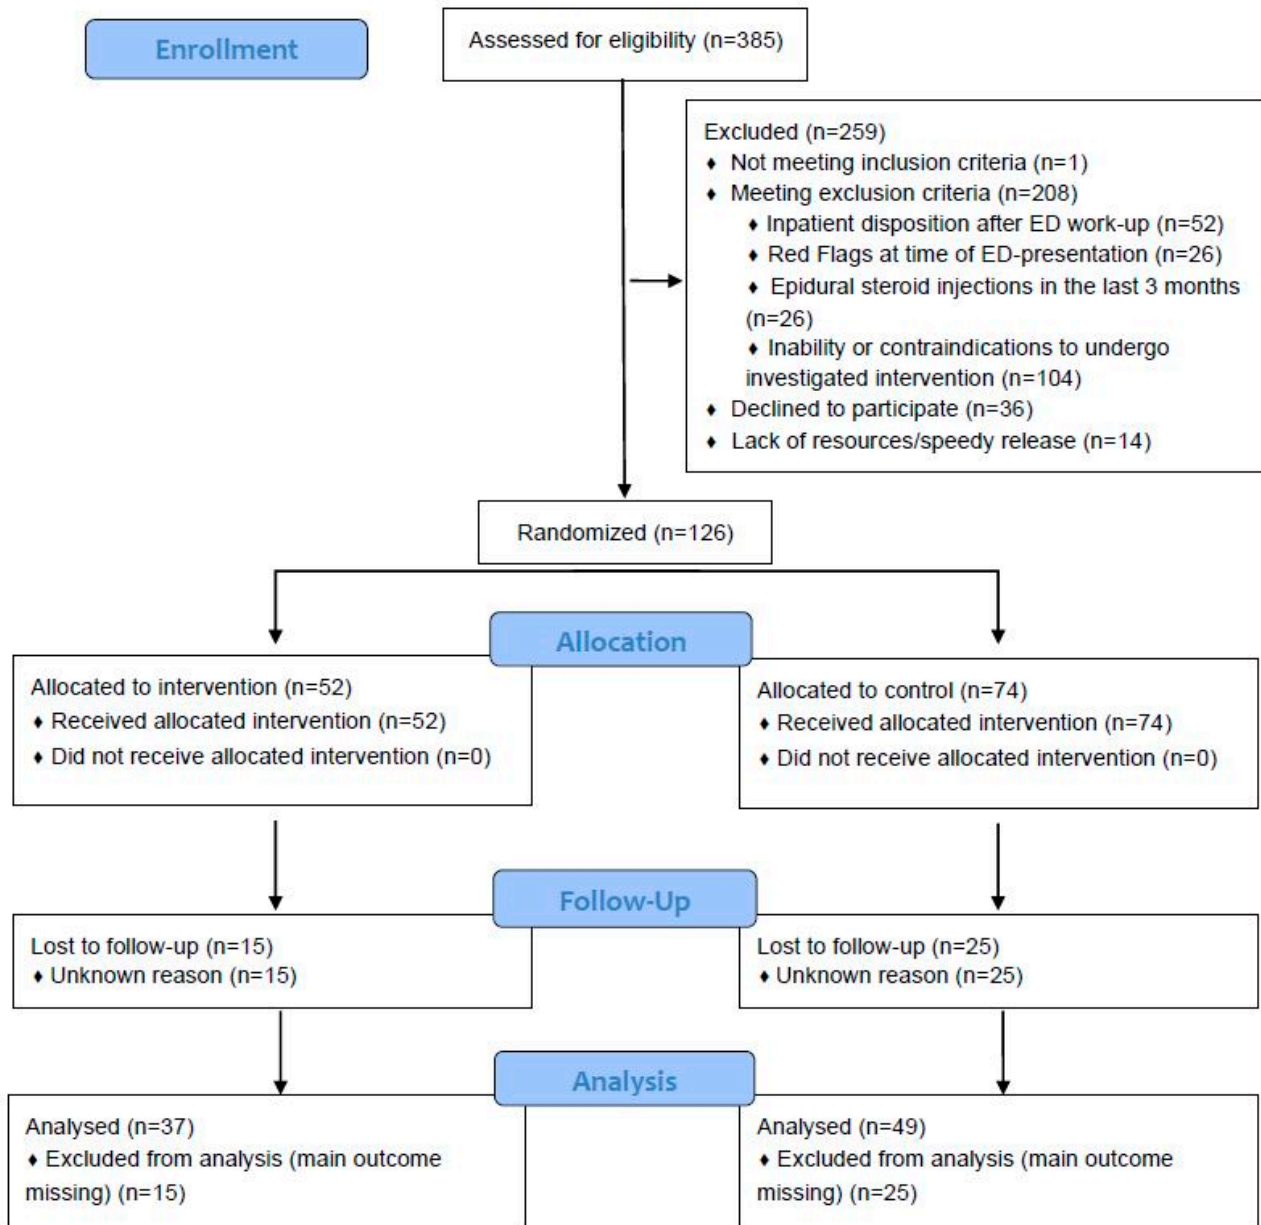 Enrollment
Assessed for eligibility (n=385)
Excluded (n=259)
♦ Not meeting inclusion criteria (n=1)
♦ Meeting exclusion criteria (n=208)
♦ Inpatient disposition after ED work-up (n=52)
♦ Red Flags at time of ED-presentation (n=26)
♦ Epidural steroid injections in the last 3 months
(n=26)
♦ Inability or contraindications to undergo
investigated intervention (n=104)
♦ Declined to participate (n=36)
♦ Lack of resources/speedy release (n=14)
Randomized (n=126)
Allocation
Allocated to intervention (n=52)
♦ Received allocated intervention (n=52)
♦ Did not receive allocated intervention (n=0)
Allocated to control (n=74)
♦ Received allocated intervention (n=74)
♦ Did not receive allocated intervention (n=0)
Follow-Up
Lost to follow-up (n=15)
♦ Unknown reason (n=15)
Lost to follow-up (n=25)
♦ Unknown reason (n=25)
Analysis
Analysed (n=37)
♦ Excluded from analysis (main outcome
missing) (n=15)
Analysed (n=49)
♦ Excluded from analysis (main outcome
missing) (n=25)